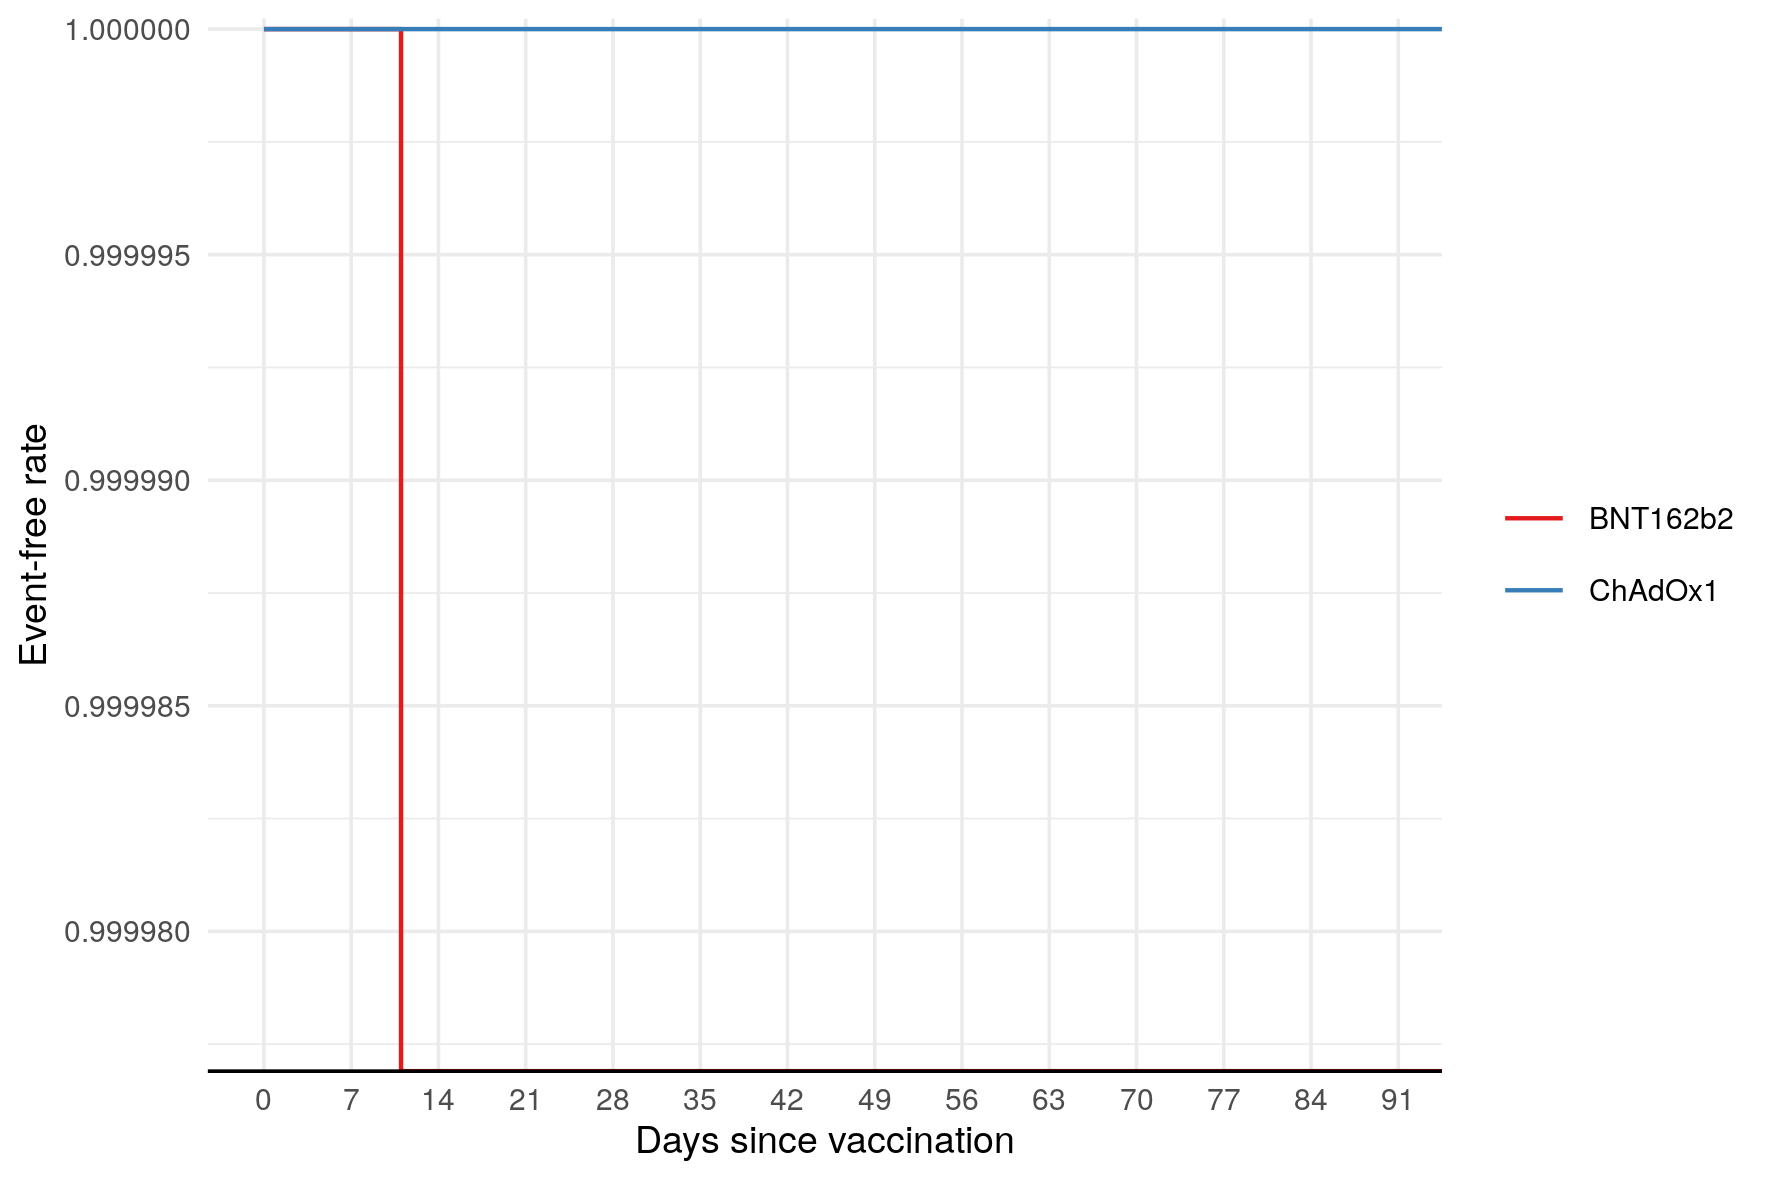 1.000000
0.999995
0.999990
0.999985
0.999980
Event-free rate
0 7 14 21 28 35 42 49 56 63 70 77 84 91
Days since vaccination
BNT162b2
ChAdOx1